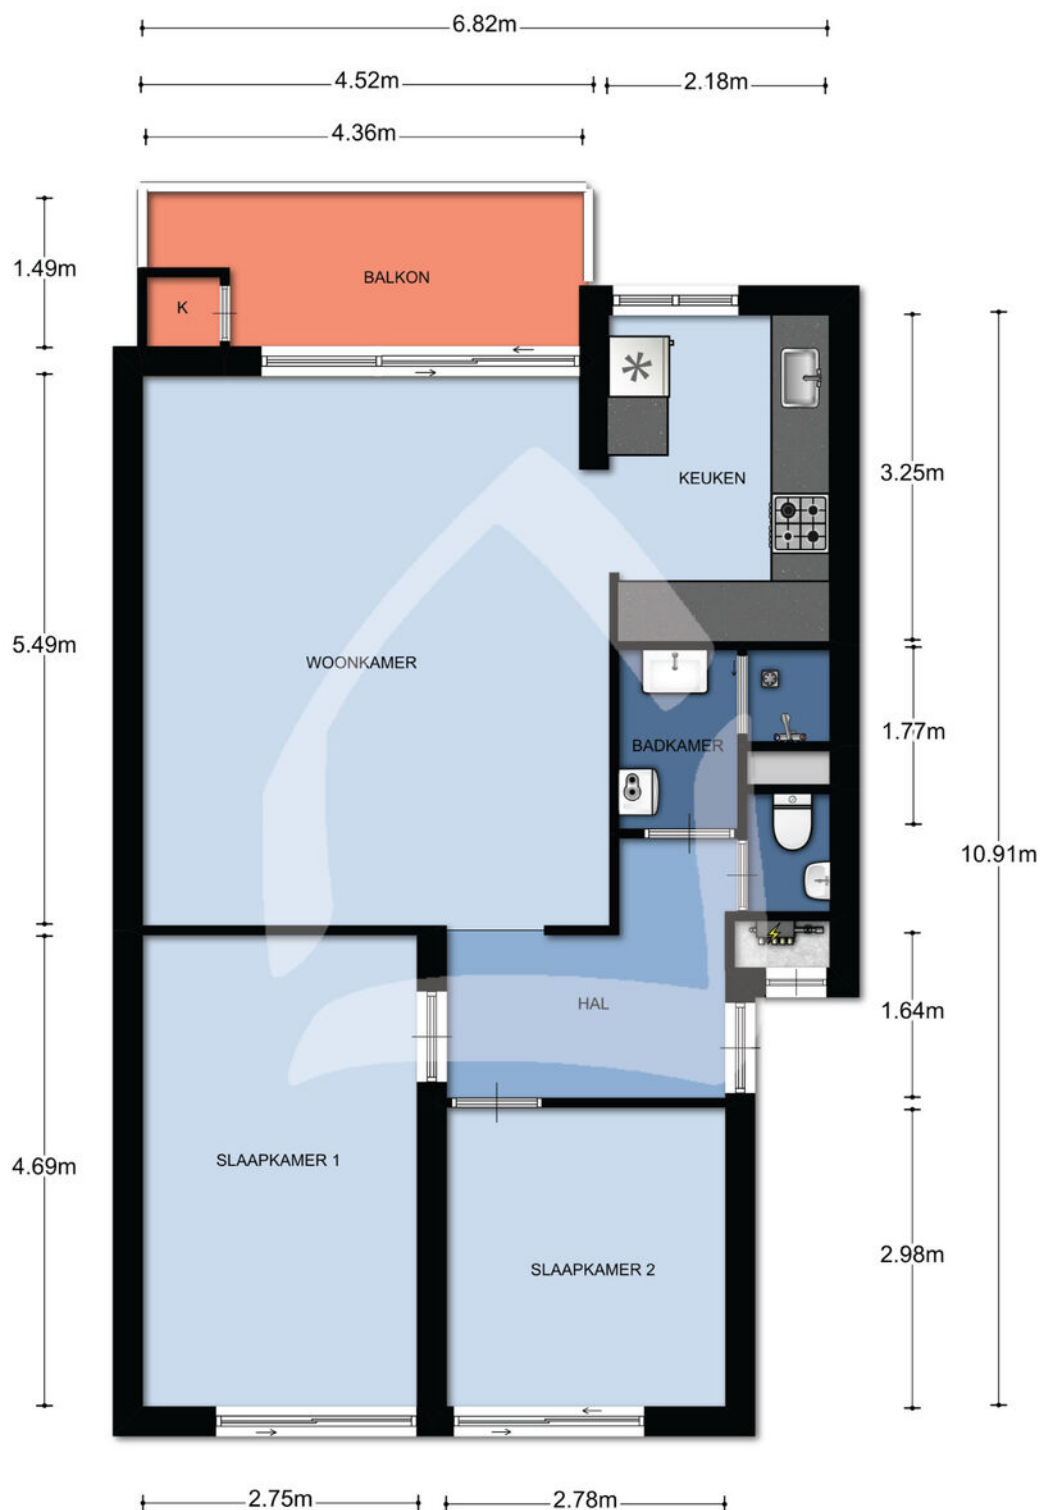 6.82m
4.52m
2.18m
4.36m
1.49m
BALKON
K
3.25m
KEUKEN
5.49m
WOONKAMER
BADKAMER
1.77m
10.91m
HAL
1.64m
4.69m
SLAAPKAMER 1
2.98m
SLAAPKAMER 2
2.75m
2.78m